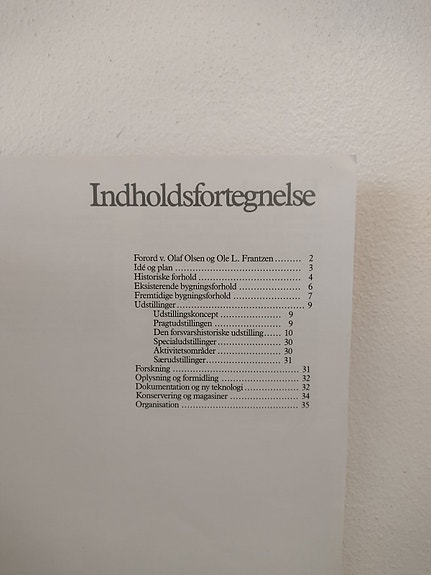 Indholdsfortegnelse
Forord v. Olaf Olsen og Ole L. Frantzen ......... 2
Idé og plan .................................. 3
Historiske forhold ........................... 4
Eksisterende bygningsforhold ................. 6
Fremtidige bygningsforhold ................... 7
Udstillinger ................................. 9
Udstillingskoncept ...................... 9
Pragtudstillingen ....................... 9
Den forsvarshistoriske udstilling ....... 10
Specialudstillinger ..................... 30
Aktivitetsområder ....................... 30
Særudstillinger ......................... 31
Forskning .................................... 31
Oplysning og formidling ...................... 32
Dokumentation og ny teknologi ................ 32
Konservering og magasiner .................... 34
Organisation ................................. 35